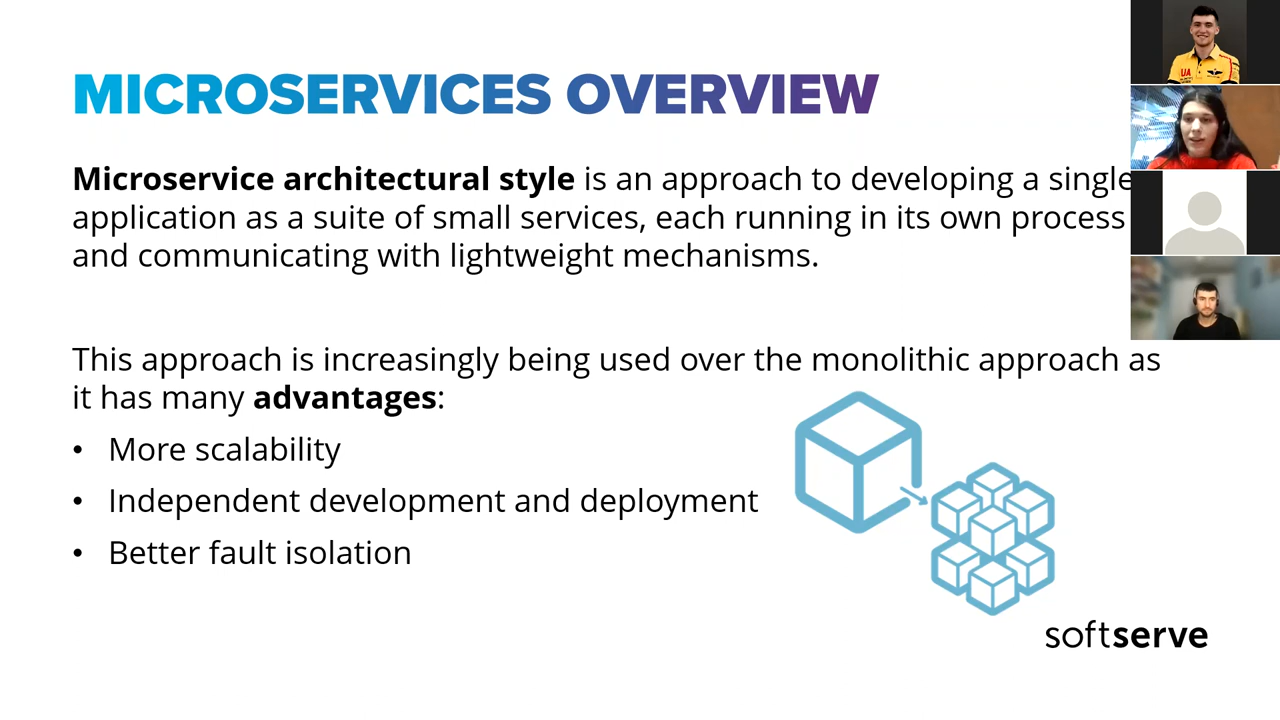 MICROSERVICES OVERVIEW
Microservice architectural style is an approach to developing a single
application as a suite of small services, each running in its own process
and communicating with lightweight mechanisms.
This approach is increasingly being used over the monolithic approach as
it has many advantages:
• More scalability
• Independent development and deployment
• Better fault isolation
softserve
UA